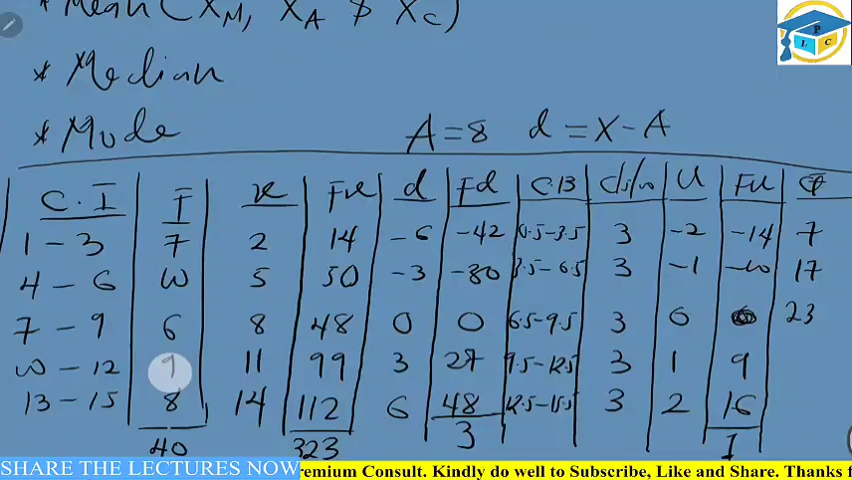 * Mean (XM, XA $ XC)
* Median
* Mode A = 8 d = X - A
C.I F x Fx d Fd C.B C/s/w U FU CF
1 - 3 7 2 14 -6 -42 0.5-3.5 3 -2 -14 7
4 - 6 10 5 50 -3 -30 3.5-6.5 3 -1 -10 17
7 - 9 6 8 48 0 0 6.5-9.5 3 0 0 23
10 - 12 9 11 99 3 27 9.5-12.5 3 1 9
13 - 15 8 14 112 6 48 12.5-15.5 3 2 16
40 323 3 1
P
L C
SHARE THE LECTURES NOW remium Consult. Kindly do well to Subscribe, Like and Share. Thanks f